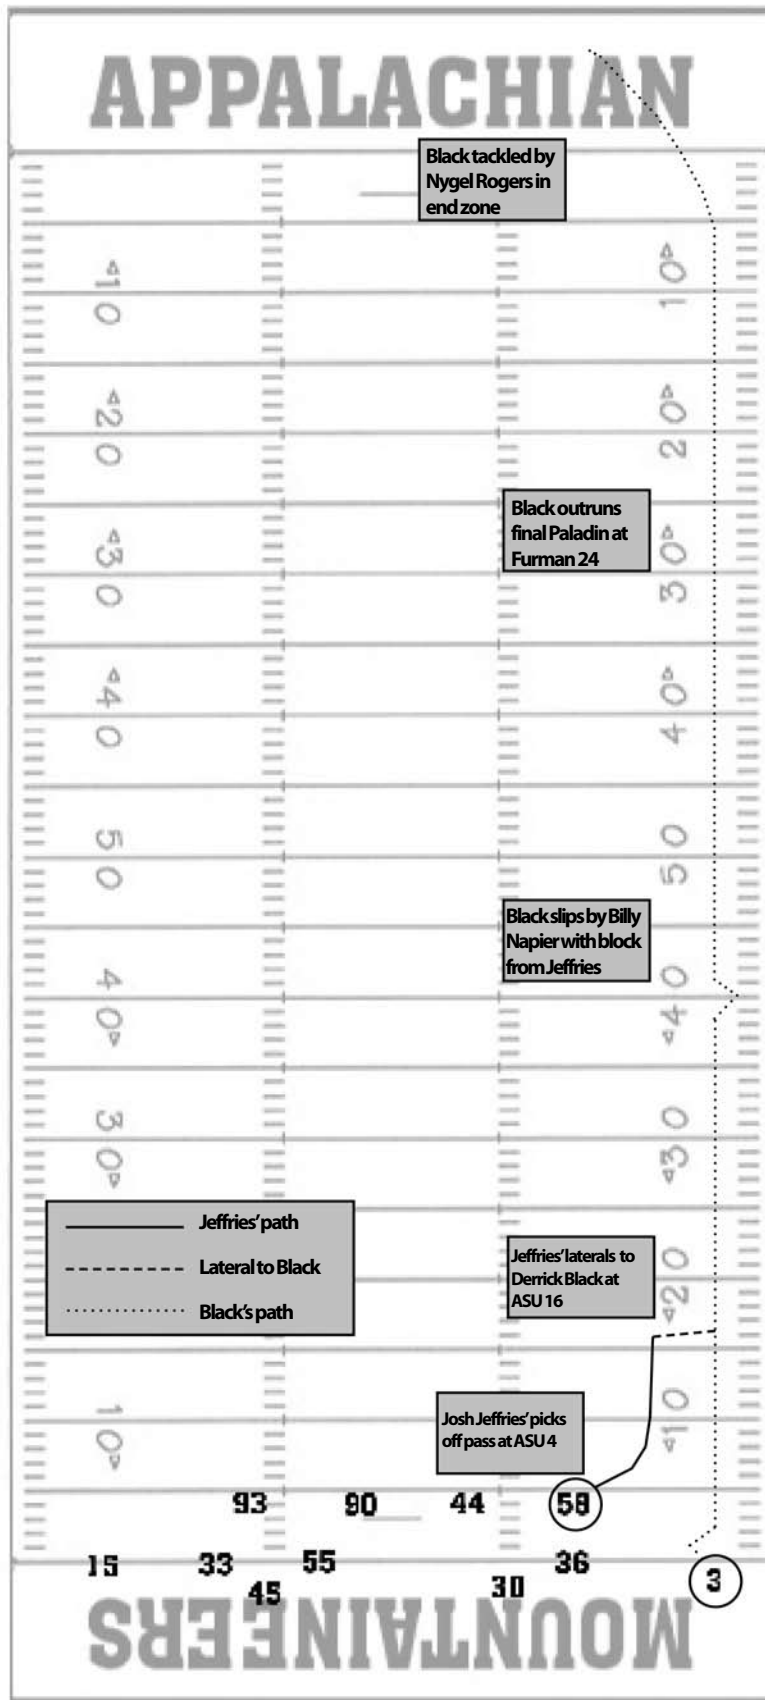 APPALACHIAN
Black tackled by
Nygel Rogers in
end zone
10
10
20
20
Black outruns
final Paladin at
Furman 24
30
30
40
40
50
50
Black slips by Billy
Napier with block
from Jeffries
40
40
30
30
Jeffries' path
Lateral to Black
Black's path
Jeffries' laterals to
Derrick Black at
ASU 16
20
Josh Jeffries' picks
off pass at ASU 4
10
10
93 90 44 58
15 33 55 36
45 30 3
MOUNTAINEERS